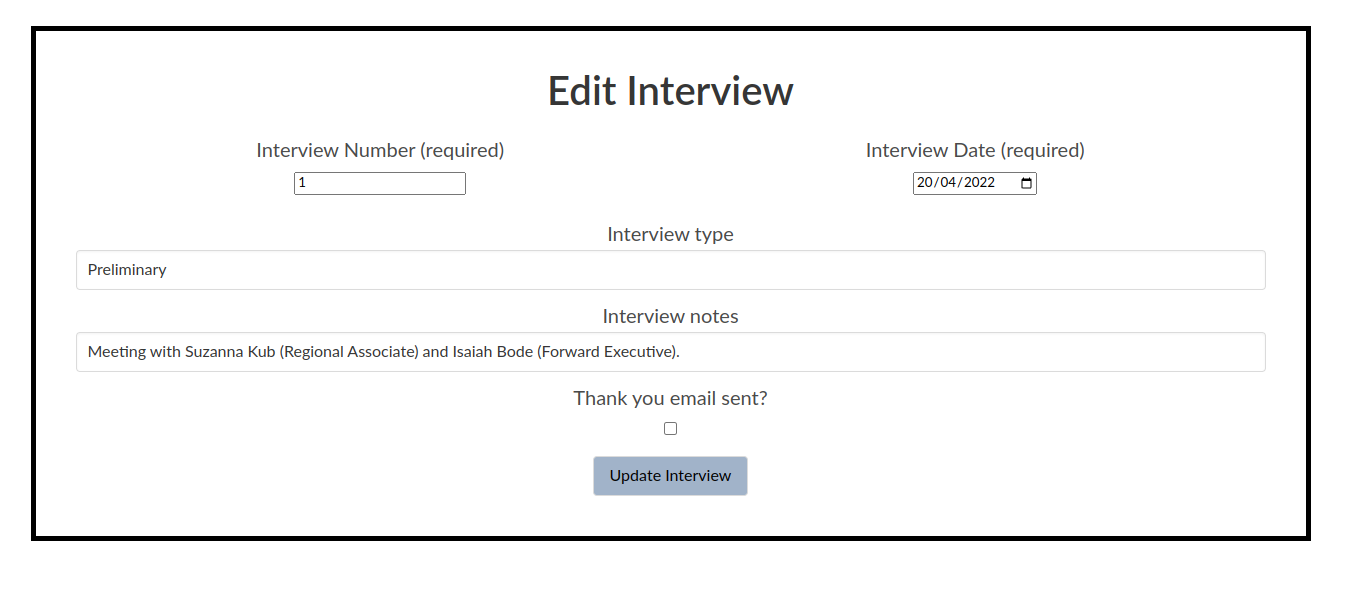 Edit Interview
Interview Number (required)
Interview Date (required)
1
20/04/2022
Interview type
Preliminary
Interview notes
Meeting with Suzanna Kub (Regional Associate) and Isaiah Bode (Forward Executive).
Thank you email sent?
Update Interview